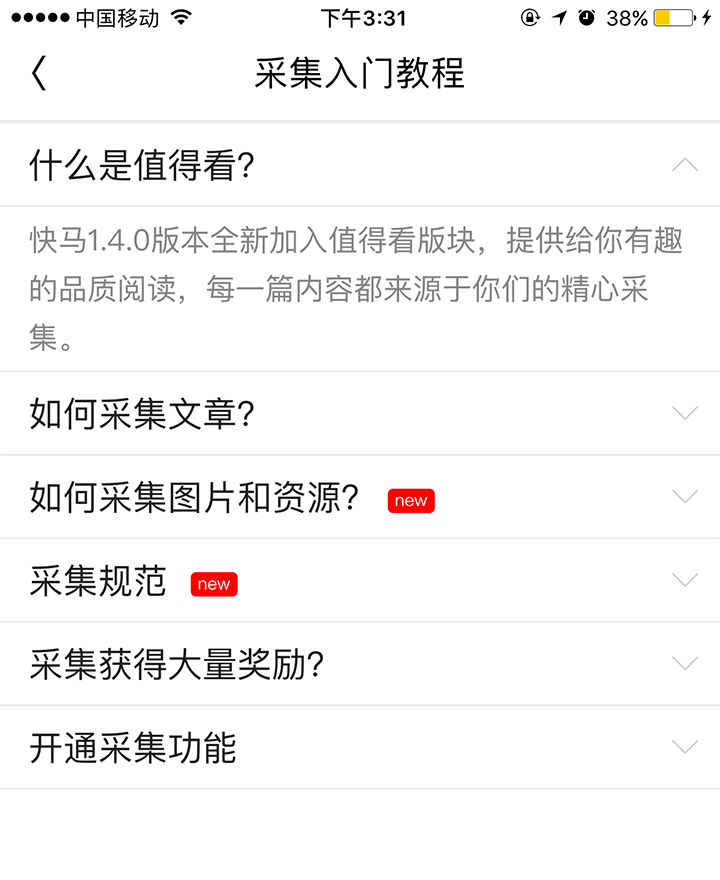 中国移动 下午3:31 38%
采集入门教程
什么是值得看?
快马1.4.0版本全新加入值得看版块，提供给你有趣
的品质阅读，每一篇内容都来源于你们的精心采
集。
如何采集文章?
如何采集图片和资源? new
采集规范 new
采集获得大量奖励?
开通采集功能